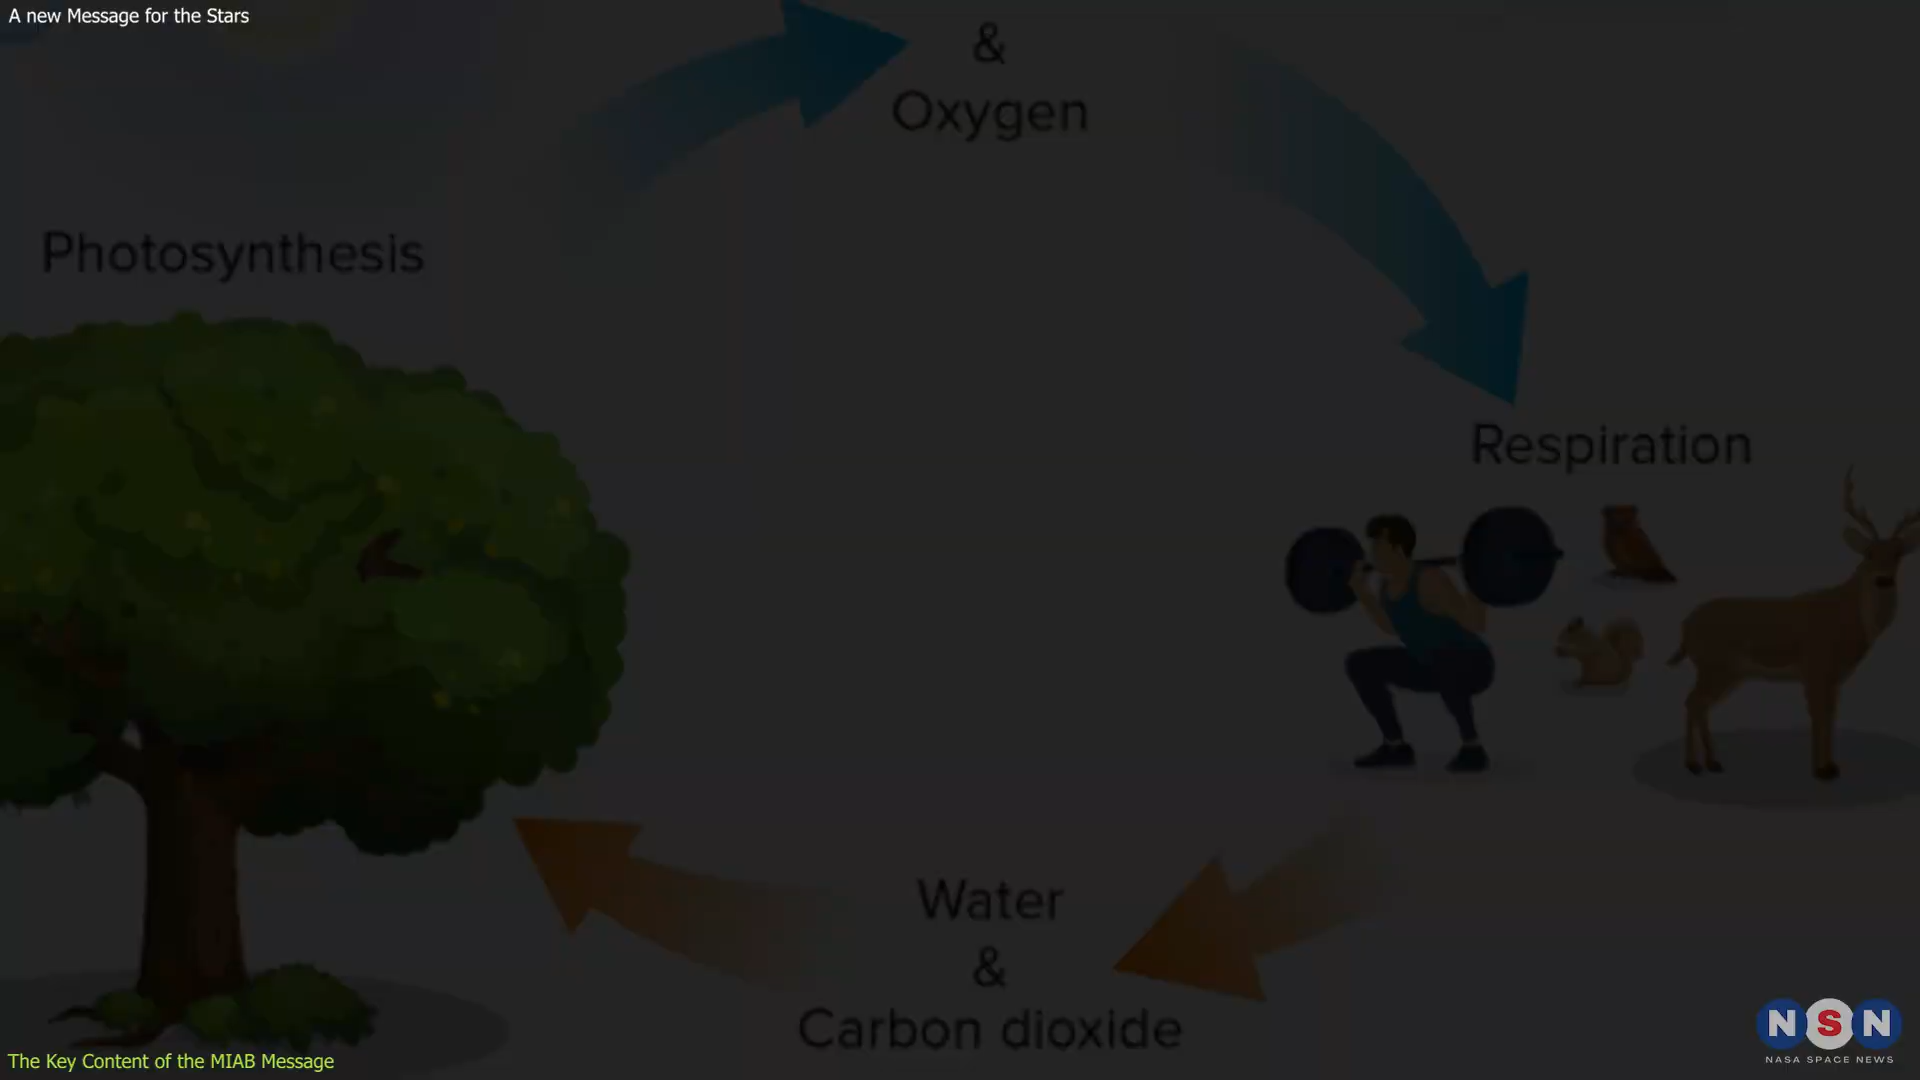 A new Message for the Stars
&
Oxygen
Photosynthesis
Respiration
Water
&
Carbon dioxide
The Key Content of the MIAB Message
NSN
NASA SPACE NEWS